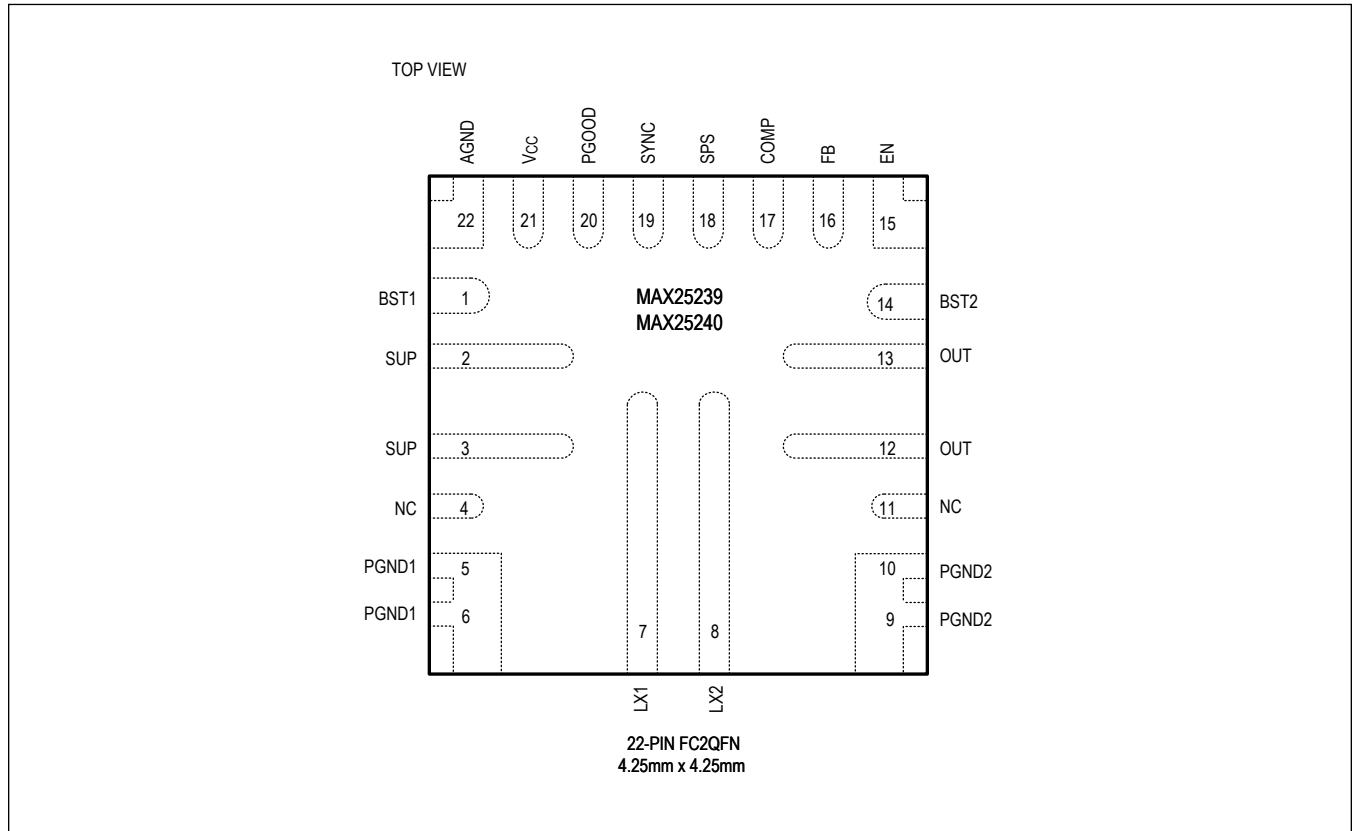 TOP VIEW
AGND
VCC
PGOOD
SYNC
SPS
COMP
FB
EN
22 21 20 19 18 17 16 15
BST1 1 MAX25239 14 BST2
MAX25240
SUP 2 13 OUT
SUP 3 12 OUT
NC 4 11 NC
PGND1 5 10 PGND2
PGND1 6 9 PGND2
7 8
LX1
LX2
22-PIN FC2QFN
4.25mm x 4.25mm